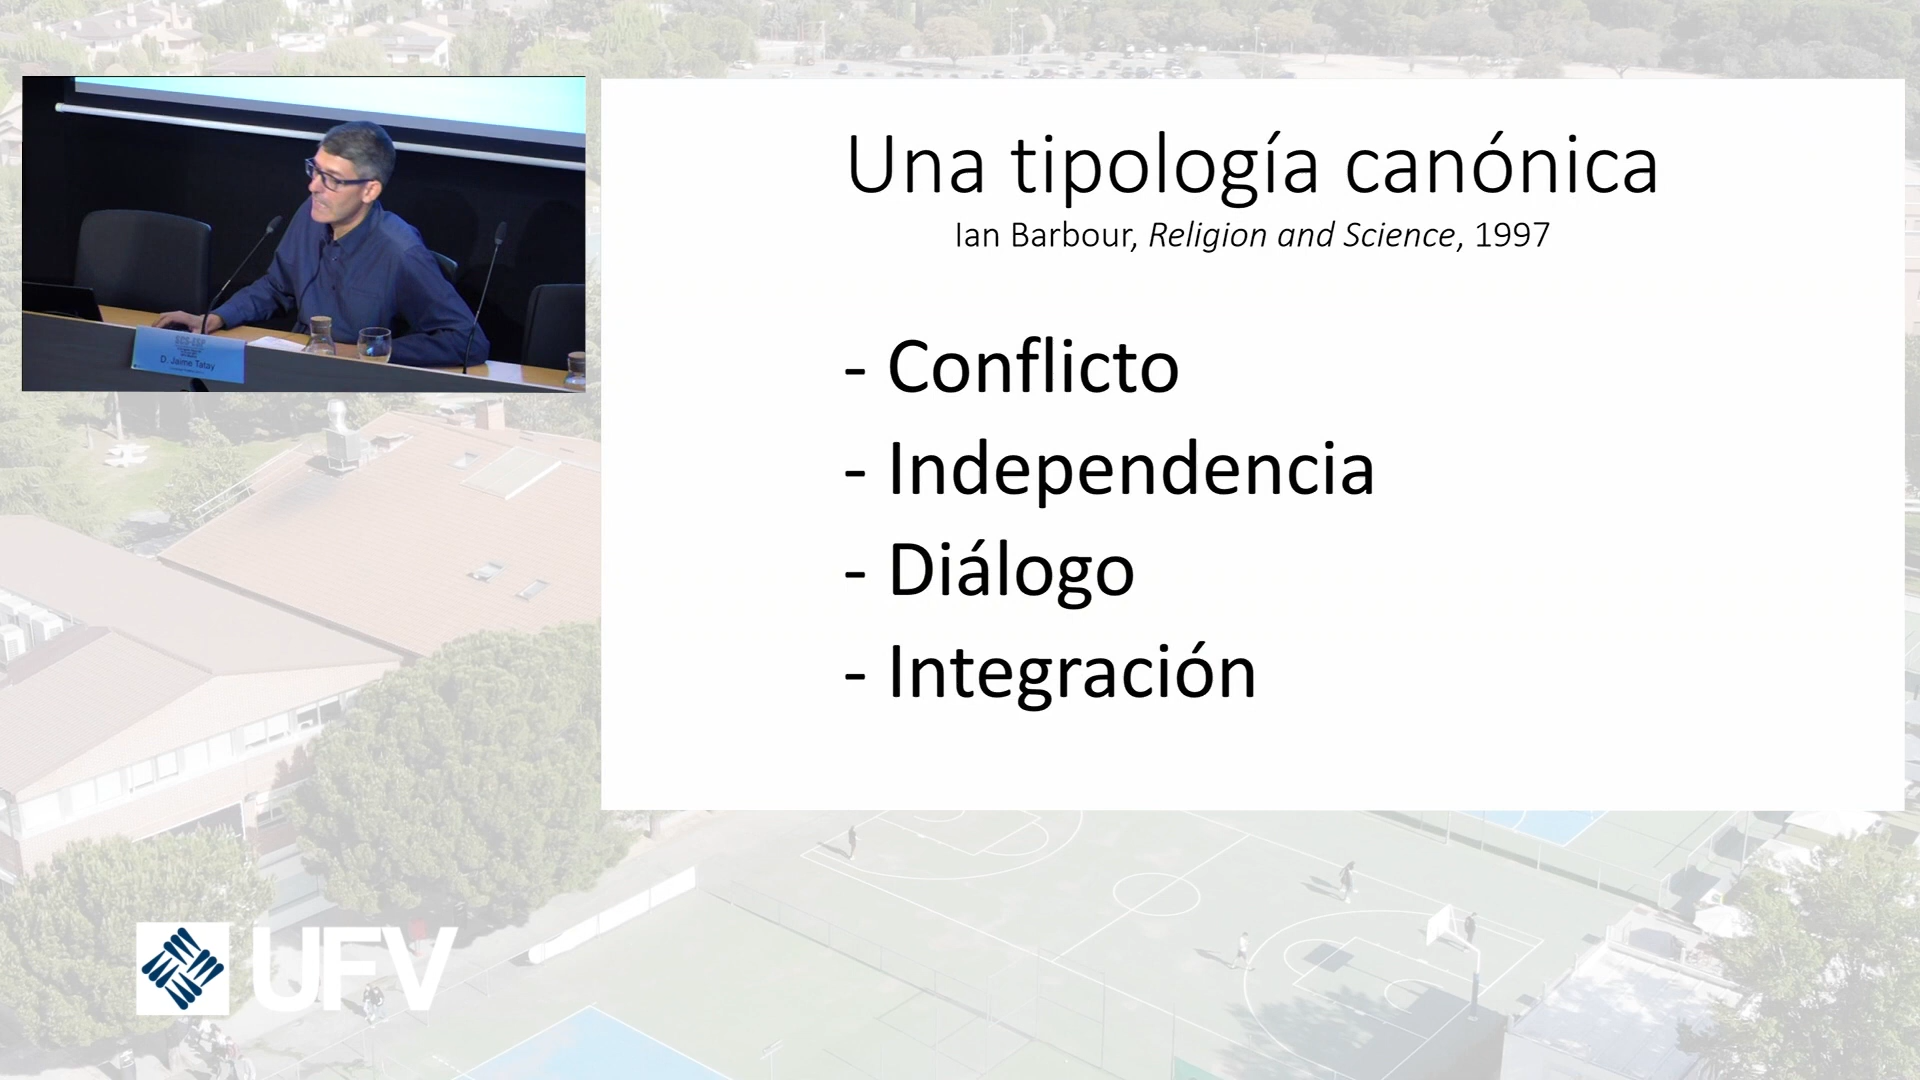 Una tipología canónica
Ian Barbour, Religion and Science, 1997
- Conflicto
- Independencia
- Diálogo
- Integración
D. Jaime Tatay
UFV